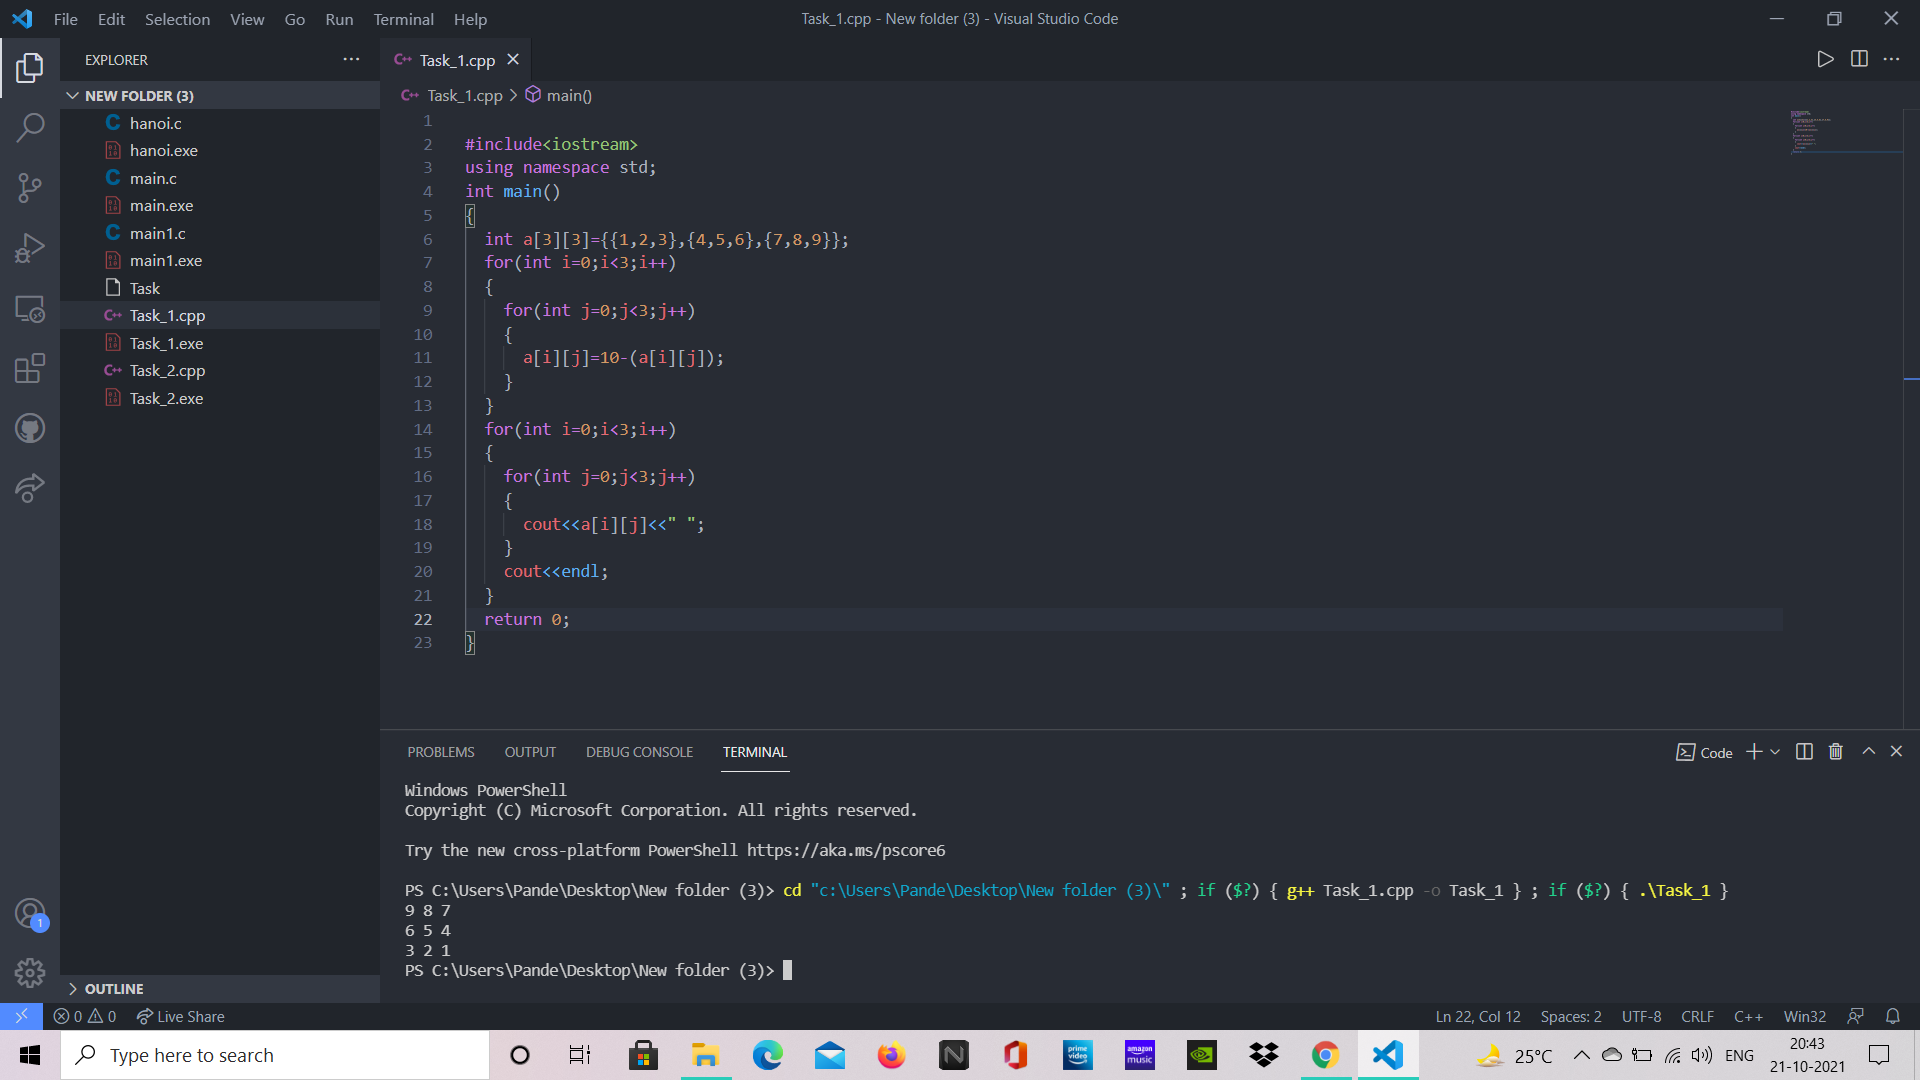 File Edit Selection View Go Run Terminal Help
Task_1.cpp - New folder (3) - Visual Studio Code
EXPLORER
NEW FOLDER (3)
hanoi.c
hanoi.exe
main.c
main.exe
main1.c
main1.exe
Task
Task_1.cpp
Task_1.exe
Task_2.cpp
Task_2.exe
OUTLINE
Task_1.cpp
Task_1.cpp > main()
1
2 #include<iostream>
3 using namespace std;
4 int main()
5 {
6 int a[3][3]={{1,2,3},{4,5,6},{7,8,9}};
7 for(int i=0;i<3;i++)
8 {
9 for(int j=0;j<3;j++)
10 {
11 a[i][j]=10-(a[i][j]);
12 }
13 }
14 for(int i=0;i<3;i++)
15 {
16 for(int j=0;j<3;j++)
17 {
18 cout<<a[i][j]<<" ";
19 }
20 cout<<endl;
21 }
22 return 0;
23 }
PROBLEMS OUTPUT DEBUG CONSOLE TERMINAL
Code
Windows PowerShell
Copyright (C) Microsoft Corporation. All rights reserved.
Try the new cross-platform PowerShell https://aka.ms/pscore6
PS C:\Users\Pande\Desktop\New folder (3)> cd "c:\Users\Pande\Desktop\New folder (3)\" ; if ($?) { g++ Task_1.cpp -o Task_1 } ; if ($?) { .\Task_1 }
9 8 7
6 5 4
3 2 1
PS C:\Users\Pande\Desktop\New folder (3)>
1
0 0 Live Share
Ln 22, Col 12 Spaces: 2 UTF-8 CRLF C++ Win32
Type here to search
prime video
amazon music
25°C
ENG
20:43
21-10-2021